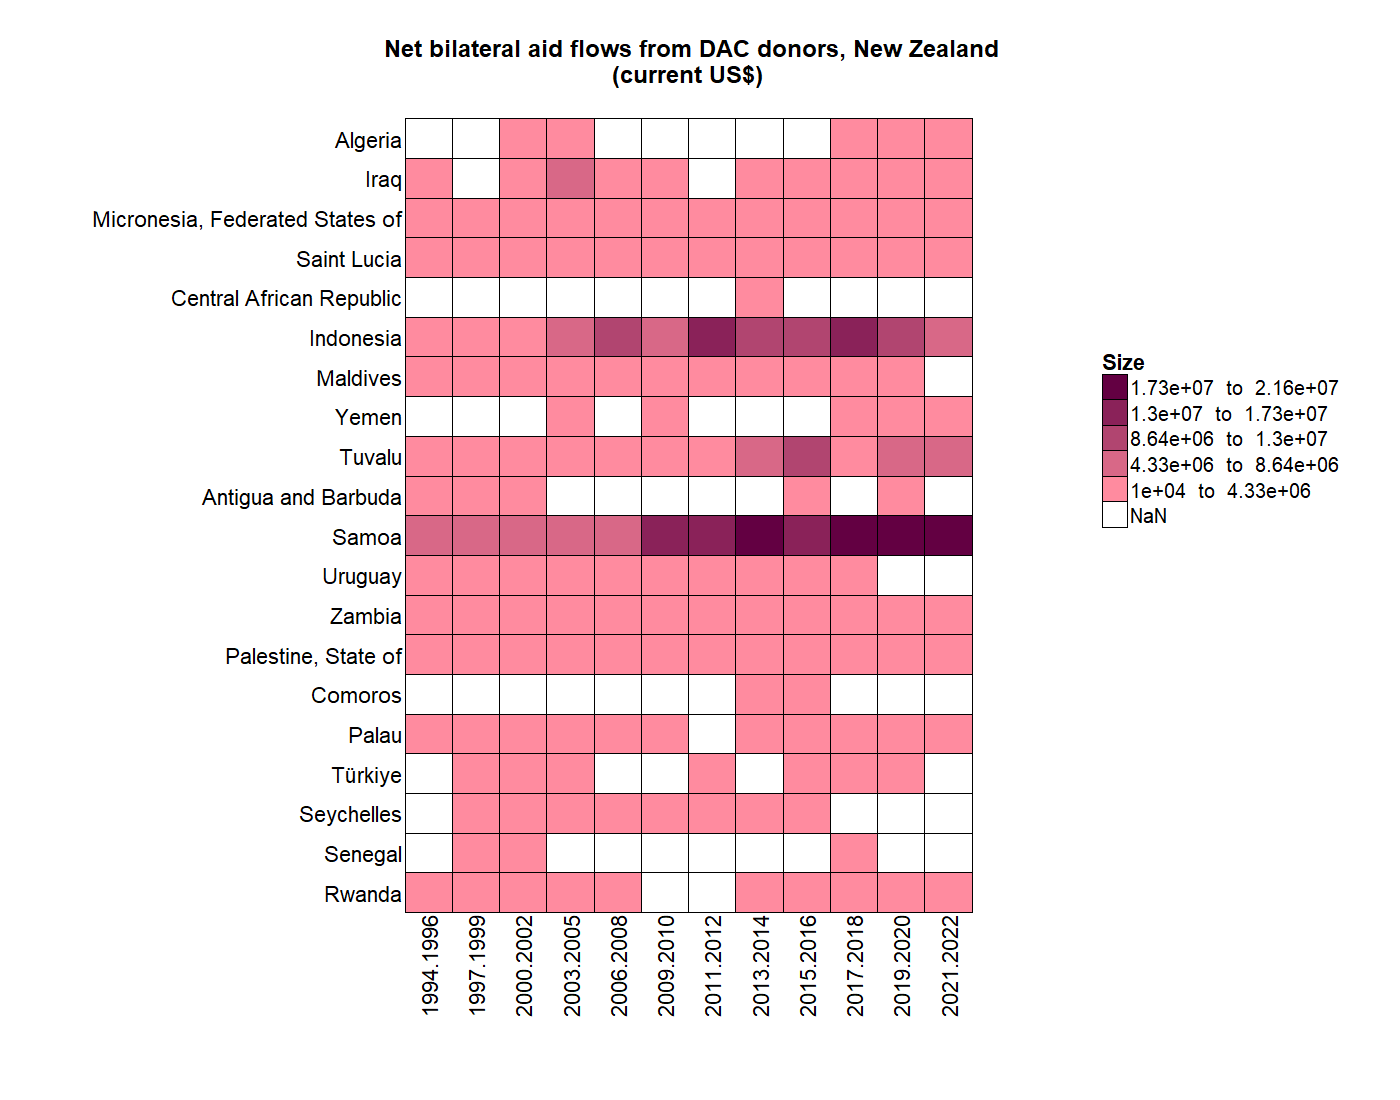 Net bilateral aid flows from DAC donors, New Zealand
(current US$)
Algeria
Iraq
Micronesia, Federated States of
Saint Lucia
Central African Republic
Indonesia
Maldives
Yemen
Tuvalu
Antigua and Barbuda
Samoa
Uruguay
Zambia
Palestine, State of
Comoros
Palau
Türkiye
Seychelles
Senegal
Rwanda
1994.1996
1997.1999
2000.2002
2003.2005
2006.2008
2009.2010
2011.2012
2013.2014
2015.2016
2017.2018
2019.2020
2021.2022
Size
1.73e+07 to 2.16e+07
1.3e+07 to 1.73e+07
8.64e+06 to 1.3e+07
4.33e+06 to 8.64e+06
1e+04 to 4.33e+06
NaN